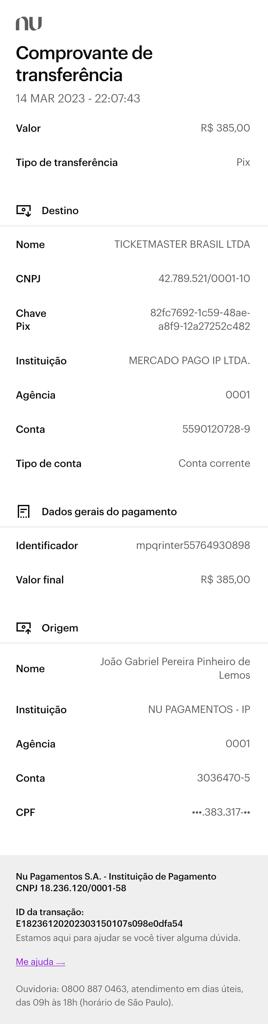 nu
Comprovante de
transferência
14 MAR 2023 - 22:07:43
Valor R$ 385,00
Tipo de transferência Pix
Destino
Nome TICKETMASTER BRASIL LTDA
CNPJ 42.789.521/0001-10
Chave 82fc7692-1c59-48ae-
Pix a8f9-12a27252c482
Instituição MERCADO PAGO IP LTDA.
Agência 0001
Conta 5590120728-9
Tipo de conta Conta corrente
Dados gerais do pagamento
Identificador mpqrinter55764930898
Valor final R$ 385,00
Origem
Nome João Gabriel Pereira Pinheiro de
Lemos
Instituição NU PAGAMENTOS - IP
Agência 0001
Conta 3036470-5
CPF •••.383.317-••
Nu Pagamentos S.A. - Instituição de Pagamento
CNPJ 18.236.120/0001-58
ID da transação:
E18236120202303150107s098e0dfa54
Estamos aqui para ajudar se você tiver alguma dúvida.
Me ajuda →
Ouvidoria: 0800 887 0463, atendimento em dias úteis,
das 09h às 18h (horário de São Paulo).